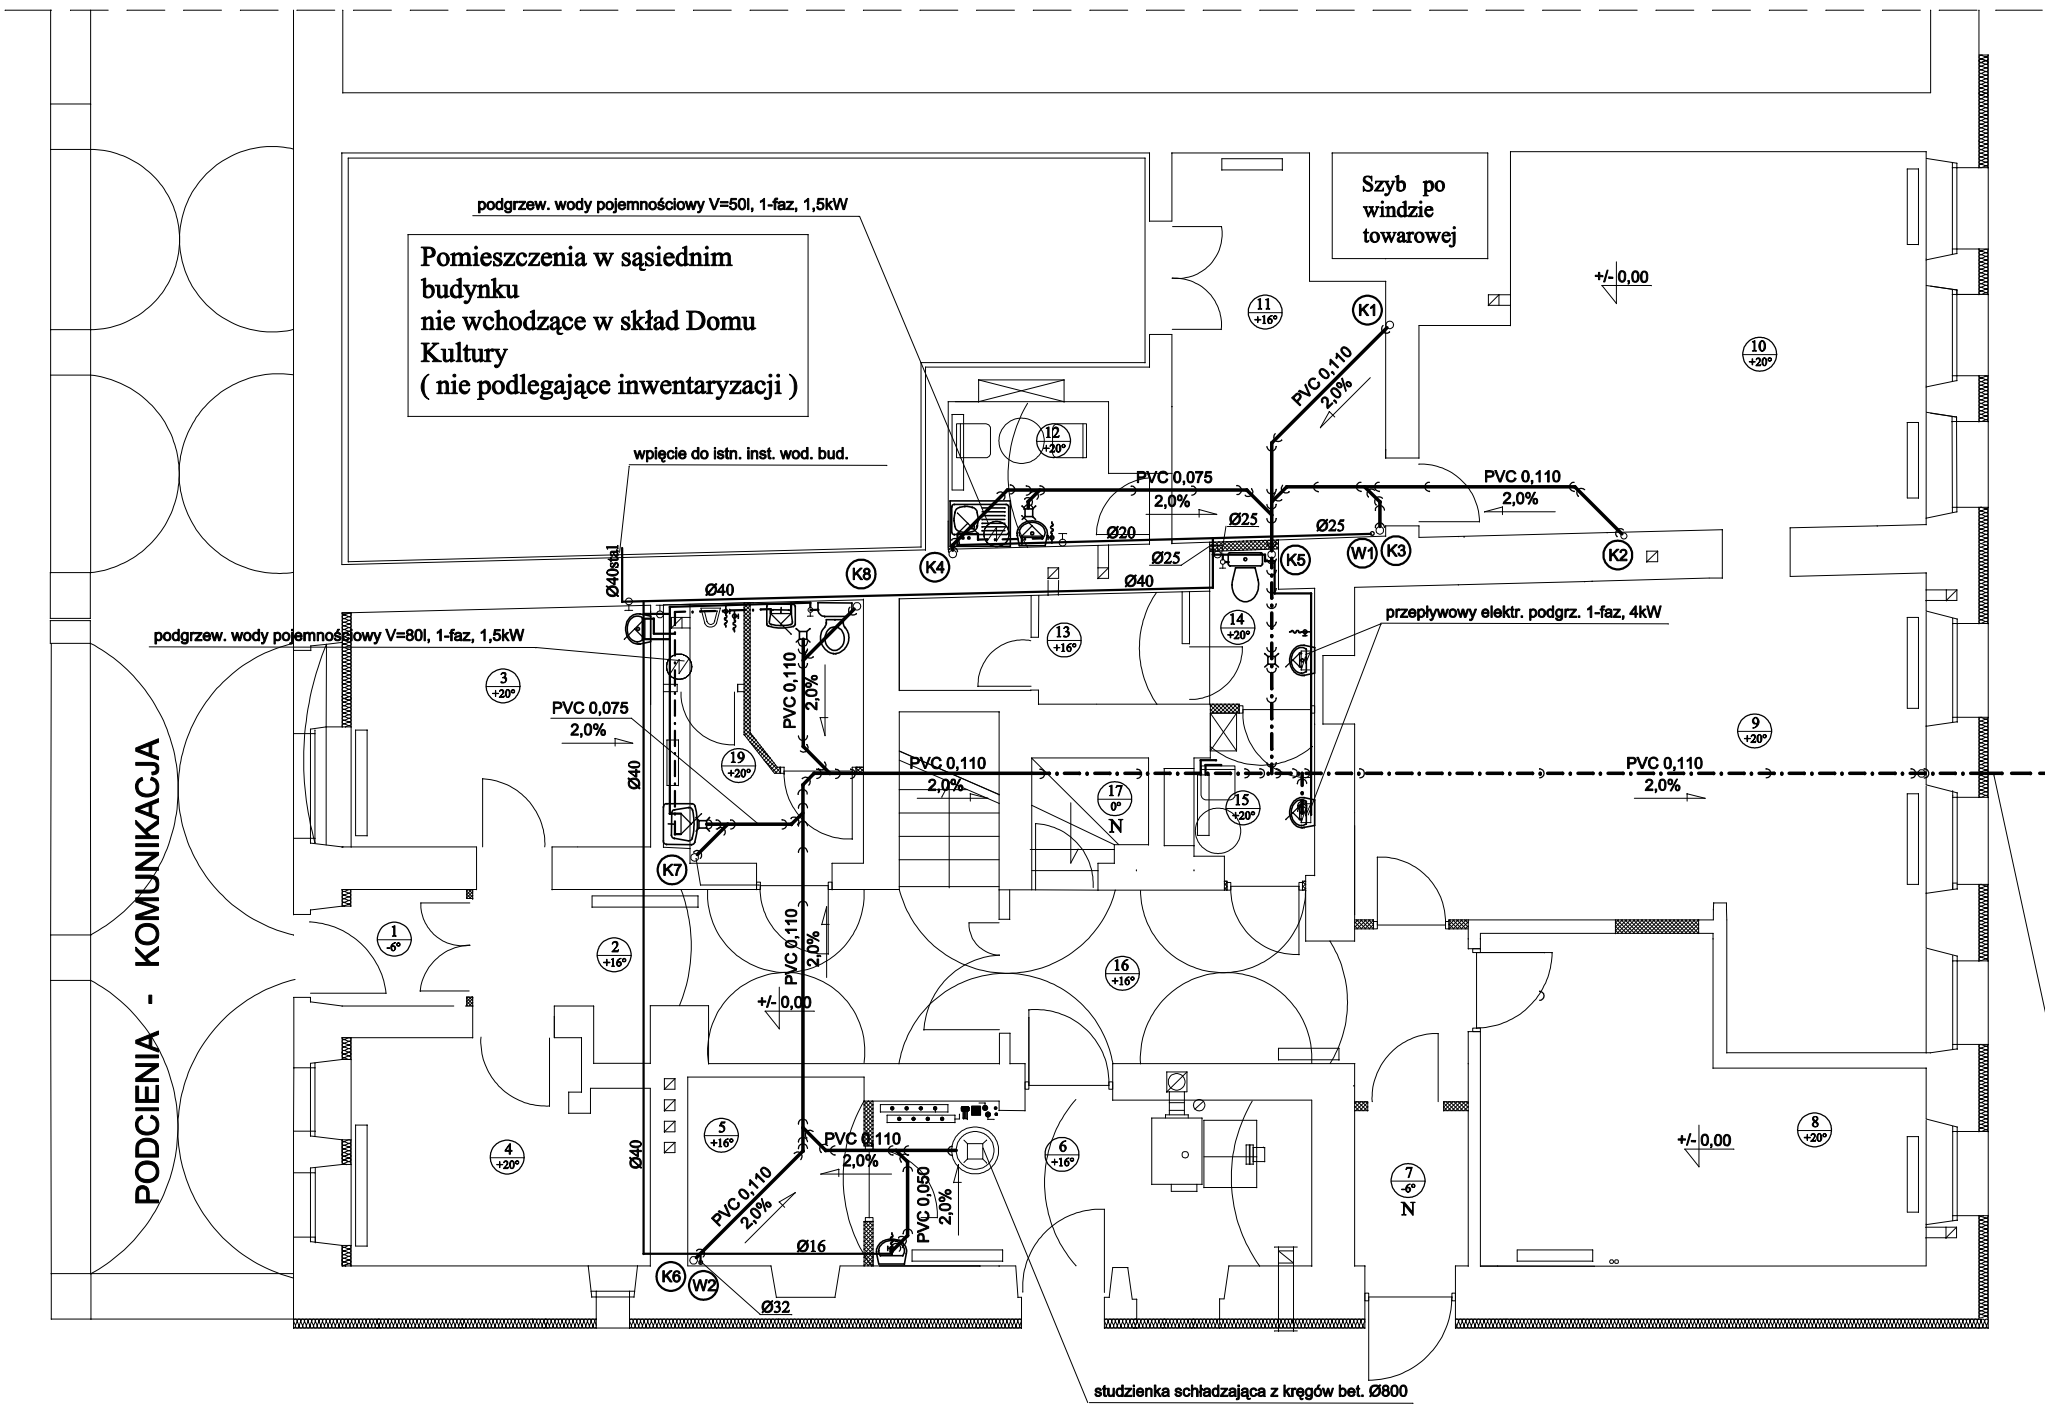 Szyb po
windzie
towarowej
podgrzew. wody pojemnościowy V=50l, 1-faz, 1,5kW
Pomieszczenia w sąsiednim
budynku
nie wchodzące w skład Domu
Kultury
( nie podlegające inwentaryzacji )
+/- 0,00
11
+16°
K1
10
+20°
PVC 0,110
2,0%
12
+20°
wpięcie do istn. inst. wod. bud.
PVC 0,075
2,0%
PVC 0,110
2,0%
Ø20
Ø25
Ø25
Ø25
W1
K3
K2
K4
K5
K8
Ø40stal
Ø40
Ø40
przepływowy elektr. podgrz. 1-faz, 4kW
podgrzew. wody pojemnościowy V=80l, 1-faz, 1,5kW
14
+20°
13
+16°
3
+20°
PVC 0,110
2,0%
PVC 0,075
2,0%
9
+20°
19
+20°
PVC 0,110
2,0%
PVC 0,110
2,0%
Ø40
17
0°
N
15
+20°
K7
PODCIENIA - KOMUNIKACJA
1
-6°
2
+16°
PVC 0,110
2,0%
16
+16°
+/- 0,00
5
+16°
PVC 0,110
2,0%
6
+16°
+/- 0,00
8
+20°
4
+20°
Ø40
7
-6°
N
PVC 0,110
2,0%
PVC 0,050
2,0%
Ø16
K6
W2
Ø32
studzienka schładzająca z kręgów bet. Ø800